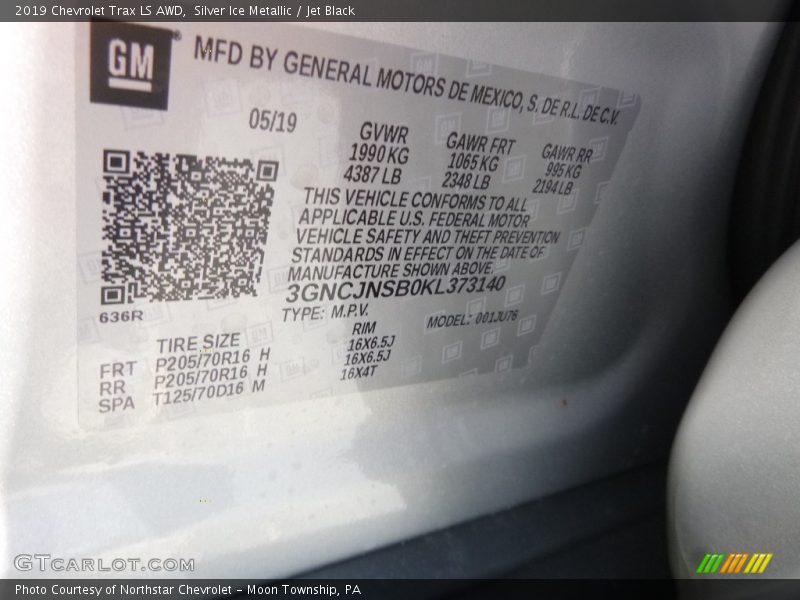 2019 Chevrolet Trax LS AWD,  Silver Ice Metallic / Jet Black
GM®
MFD BY GENERAL MOTORS DE MEXICO, S. DE R.L. DE C.V.
05/19
GVWR GAWR FRT GAWR RR
1990 KG 1065 KG 995 KG
4387 LB 2348 LB 2194 LB
THIS VEHICLE CONFORMS TO ALL
APPLICABLE U.S. FEDERAL MOTOR
VEHICLE SAFETY AND THEFT PREVENTION
STANDARDS IN EFFECT ON THE DATE OF
MANUFACTURE SHOWN ABOVE.
3GNCJNSB0KL373140
636R
TYPE: M.P.V. MODEL: 001JU76
TIRE SIZE RIM
FRT P205/70R16 H 16X6.5J
RR P205/70R16 H 16X6.5J
SPA T125/70D16 M 16X4T
GTCARLOT.COM
Photo Courtesy of Northstar Chevrolet – Moon Township, PA